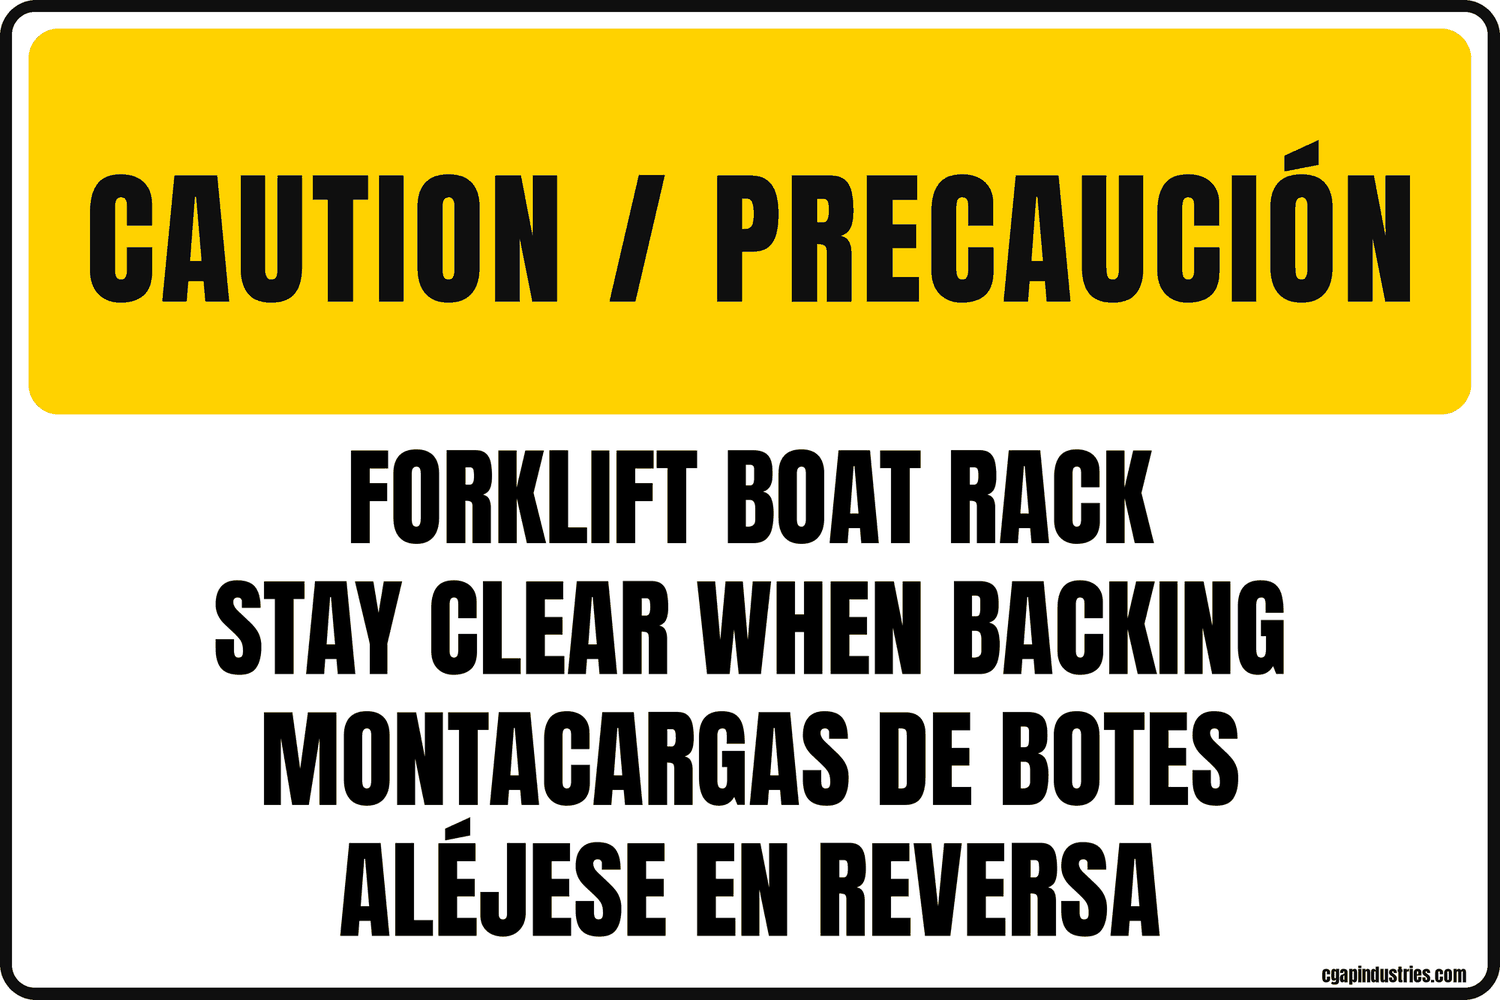 CAUTION / PRECAUCIÓN
FORKLIFT BOAT RACK
STAY CLEAR WHEN BACKING
MONTACARGAS DE BOTES
ALÉJESE EN REVERSA
cgapindustries.com